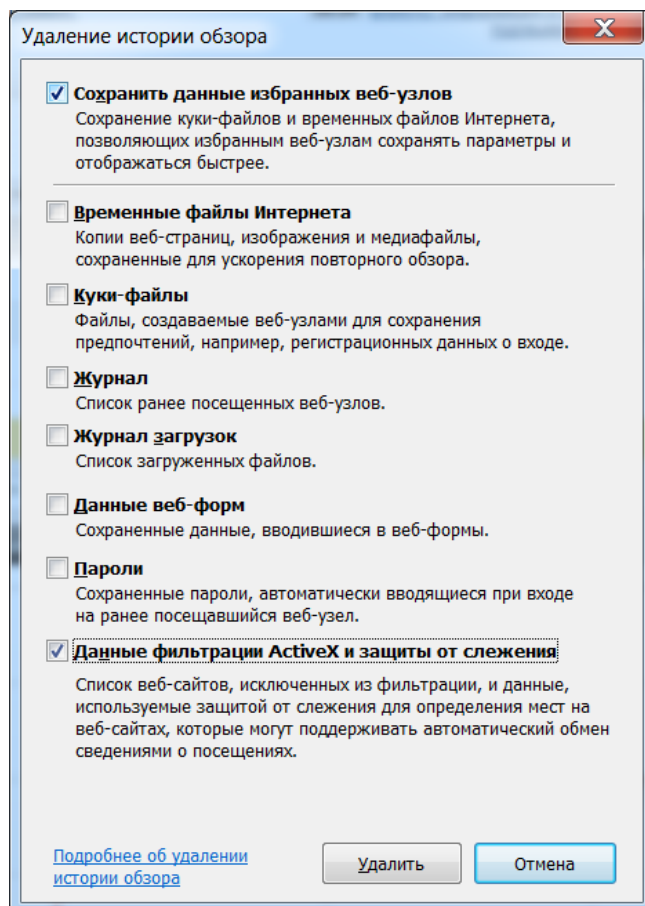 Удаление истории обзора
Сохранить данные избранных веб-узлов
Сохранение куки-файлов и временных файлов Интернета,
позволяющих избранным веб-узлам сохранять параметры и
отображаться быстрее.
Временные файлы Интернета
Копии веб-страниц, изображения и медиафайлы,
сохраненные для ускорения повторного обзора.
Куки-файлы
Файлы, создаваемые веб-узлами для сохранения
предпочтений, например, регистрационных данных о входе.
Журнал
Список ранее посещенных веб-узлов.
Журнал загрузок
Список загруженных файлов.
Данные веб-форм
Сохраненные данные, вводившиеся в веб-формы.
Пароли
Сохраненные пароли, автоматически вводящиеся при входе
на ранее посещавшийся веб-узел.
Данные фильтрации ActiveX и защиты от слежения
Список веб-сайтов, исключенных из фильтрации, и данные,
используемые защитой от слежения для определения мест на
веб-сайтах, которые могут поддерживать автоматический обмен
сведениями о посещениях.
Подробнее об удалении
истории обзора
Удалить
Отмена